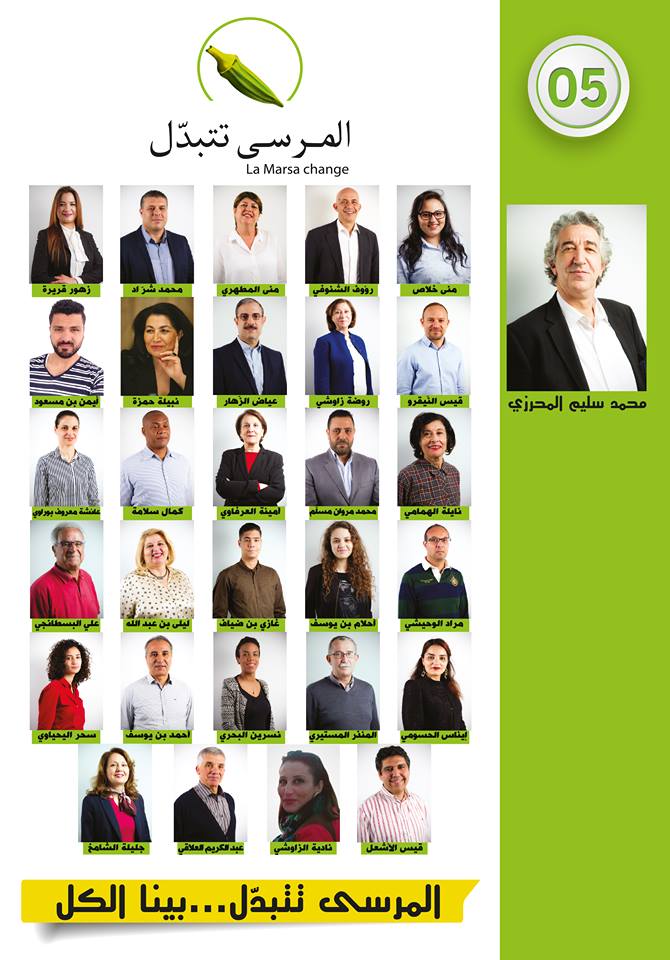 المرسى تتبدّل
La Marsa change
05
محمد سليم المحرزي
منى خلاص
رؤوف الشنوفي
منى المطهري
محمد شرّاد
زهور قريرة
قيس النيفرو
روضة زاوشي
عياض الزهار
نبيلة حمزة
أيمن بن مسعود
نايلة الهمامي
محمد مروان مسلم
أمينة العرفاوي
كمال سلامة
عائشة معروف بوراوي
مراد الوحيشي
أحلام بن يوسف
غازي بن ضياف
ليلى بن عبد الله
علي البسطانجي
إيناس الحسومي
المنذر المستيري
نسرين البحري
أحمد بن يوسف
سحر اليحياوي
قيس الأشعل
نادية الزاوشي
عبد الكريم العلاقي
جليلة الشامخ
المرسى تتبدّل...بينا الكل